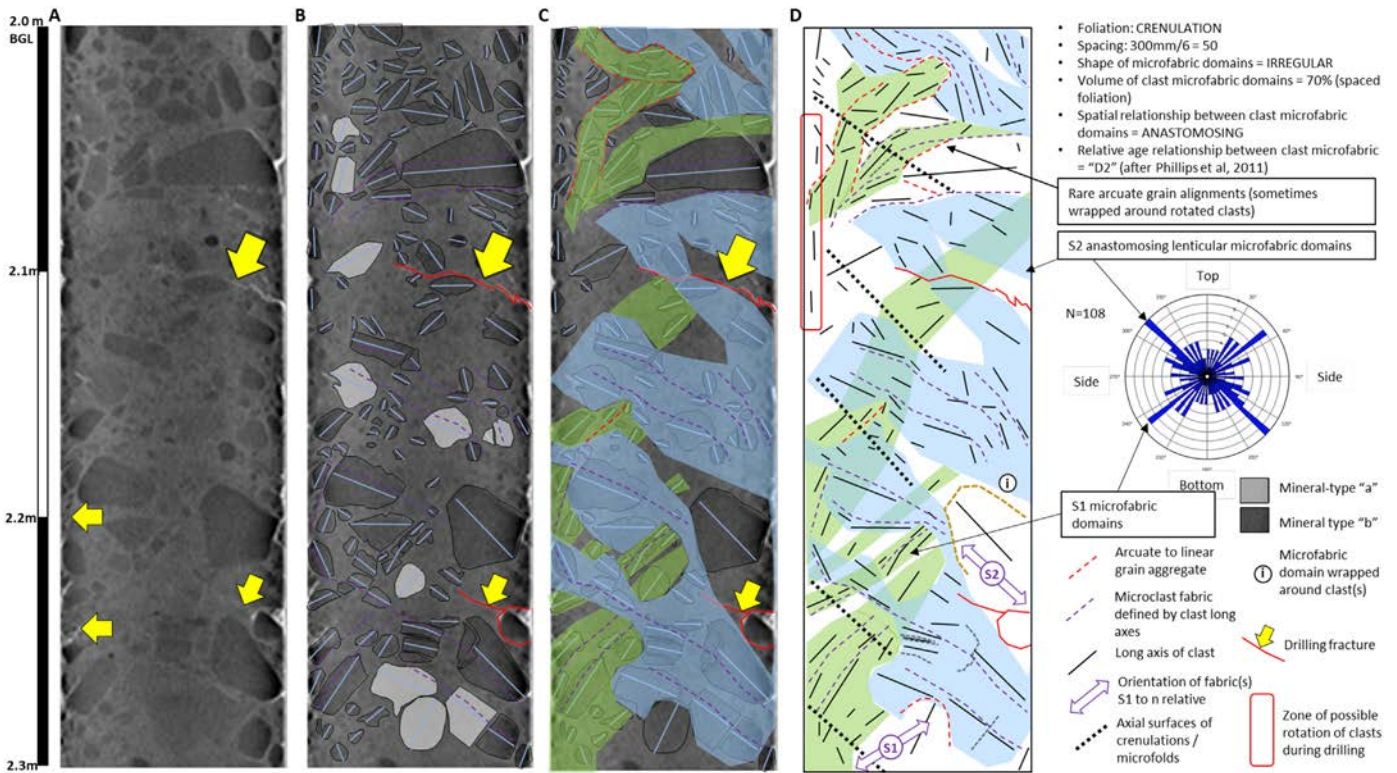 A
B
C
D
2.0 m
BGL
2.1m
2.2m
2.3m
• Foliation: CRENULATION
• Spacing: 300mm/6 = 50
• Shape of microfabric domains = IRREGULAR
• Volume of clast microfabric domains = 70% (spaced
foliation)
• Spatial relationship between clast microfabric
domains = ANASTOMOSING
• Relative age relationship between clast microfabric
= “D2” (after Phillips et al, 2011)
Rare arcuate grain alignments (sometimes
wrapped around rotated clasts)
S2 anastomosing lenticular microfabric domains
Top
N=108
Side
Side
Bottom
S1 microfabric
domains
i
S2
S1
Mineral-type “a”
Mineral type “b”
Arcuate to linear
grain aggregate
Microclast fabric
defined by clast long
axes
Long axis of clast
Orientation of fabric(s)
S1 to n relative
Axial surfaces of
crenulations /
microfolds
i
Microfabric
domain wrapped
around clast(s)
Drilling fracture
Zone of possible
rotation of clasts
during drilling